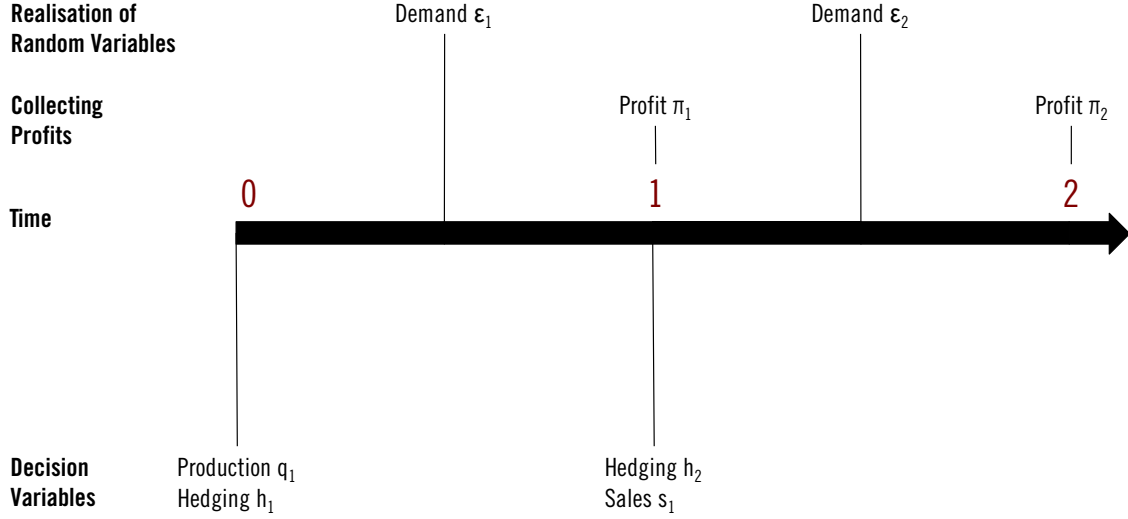 Realisation of
Random Variables
Demand ε₁
Demand ε₂
Collecting
Profits
Profit π₁
Profit π₂
0
1
2
Time
Decision
Variables
Production q₁
Hedging h₁
Hedging h₂
Sales s₁